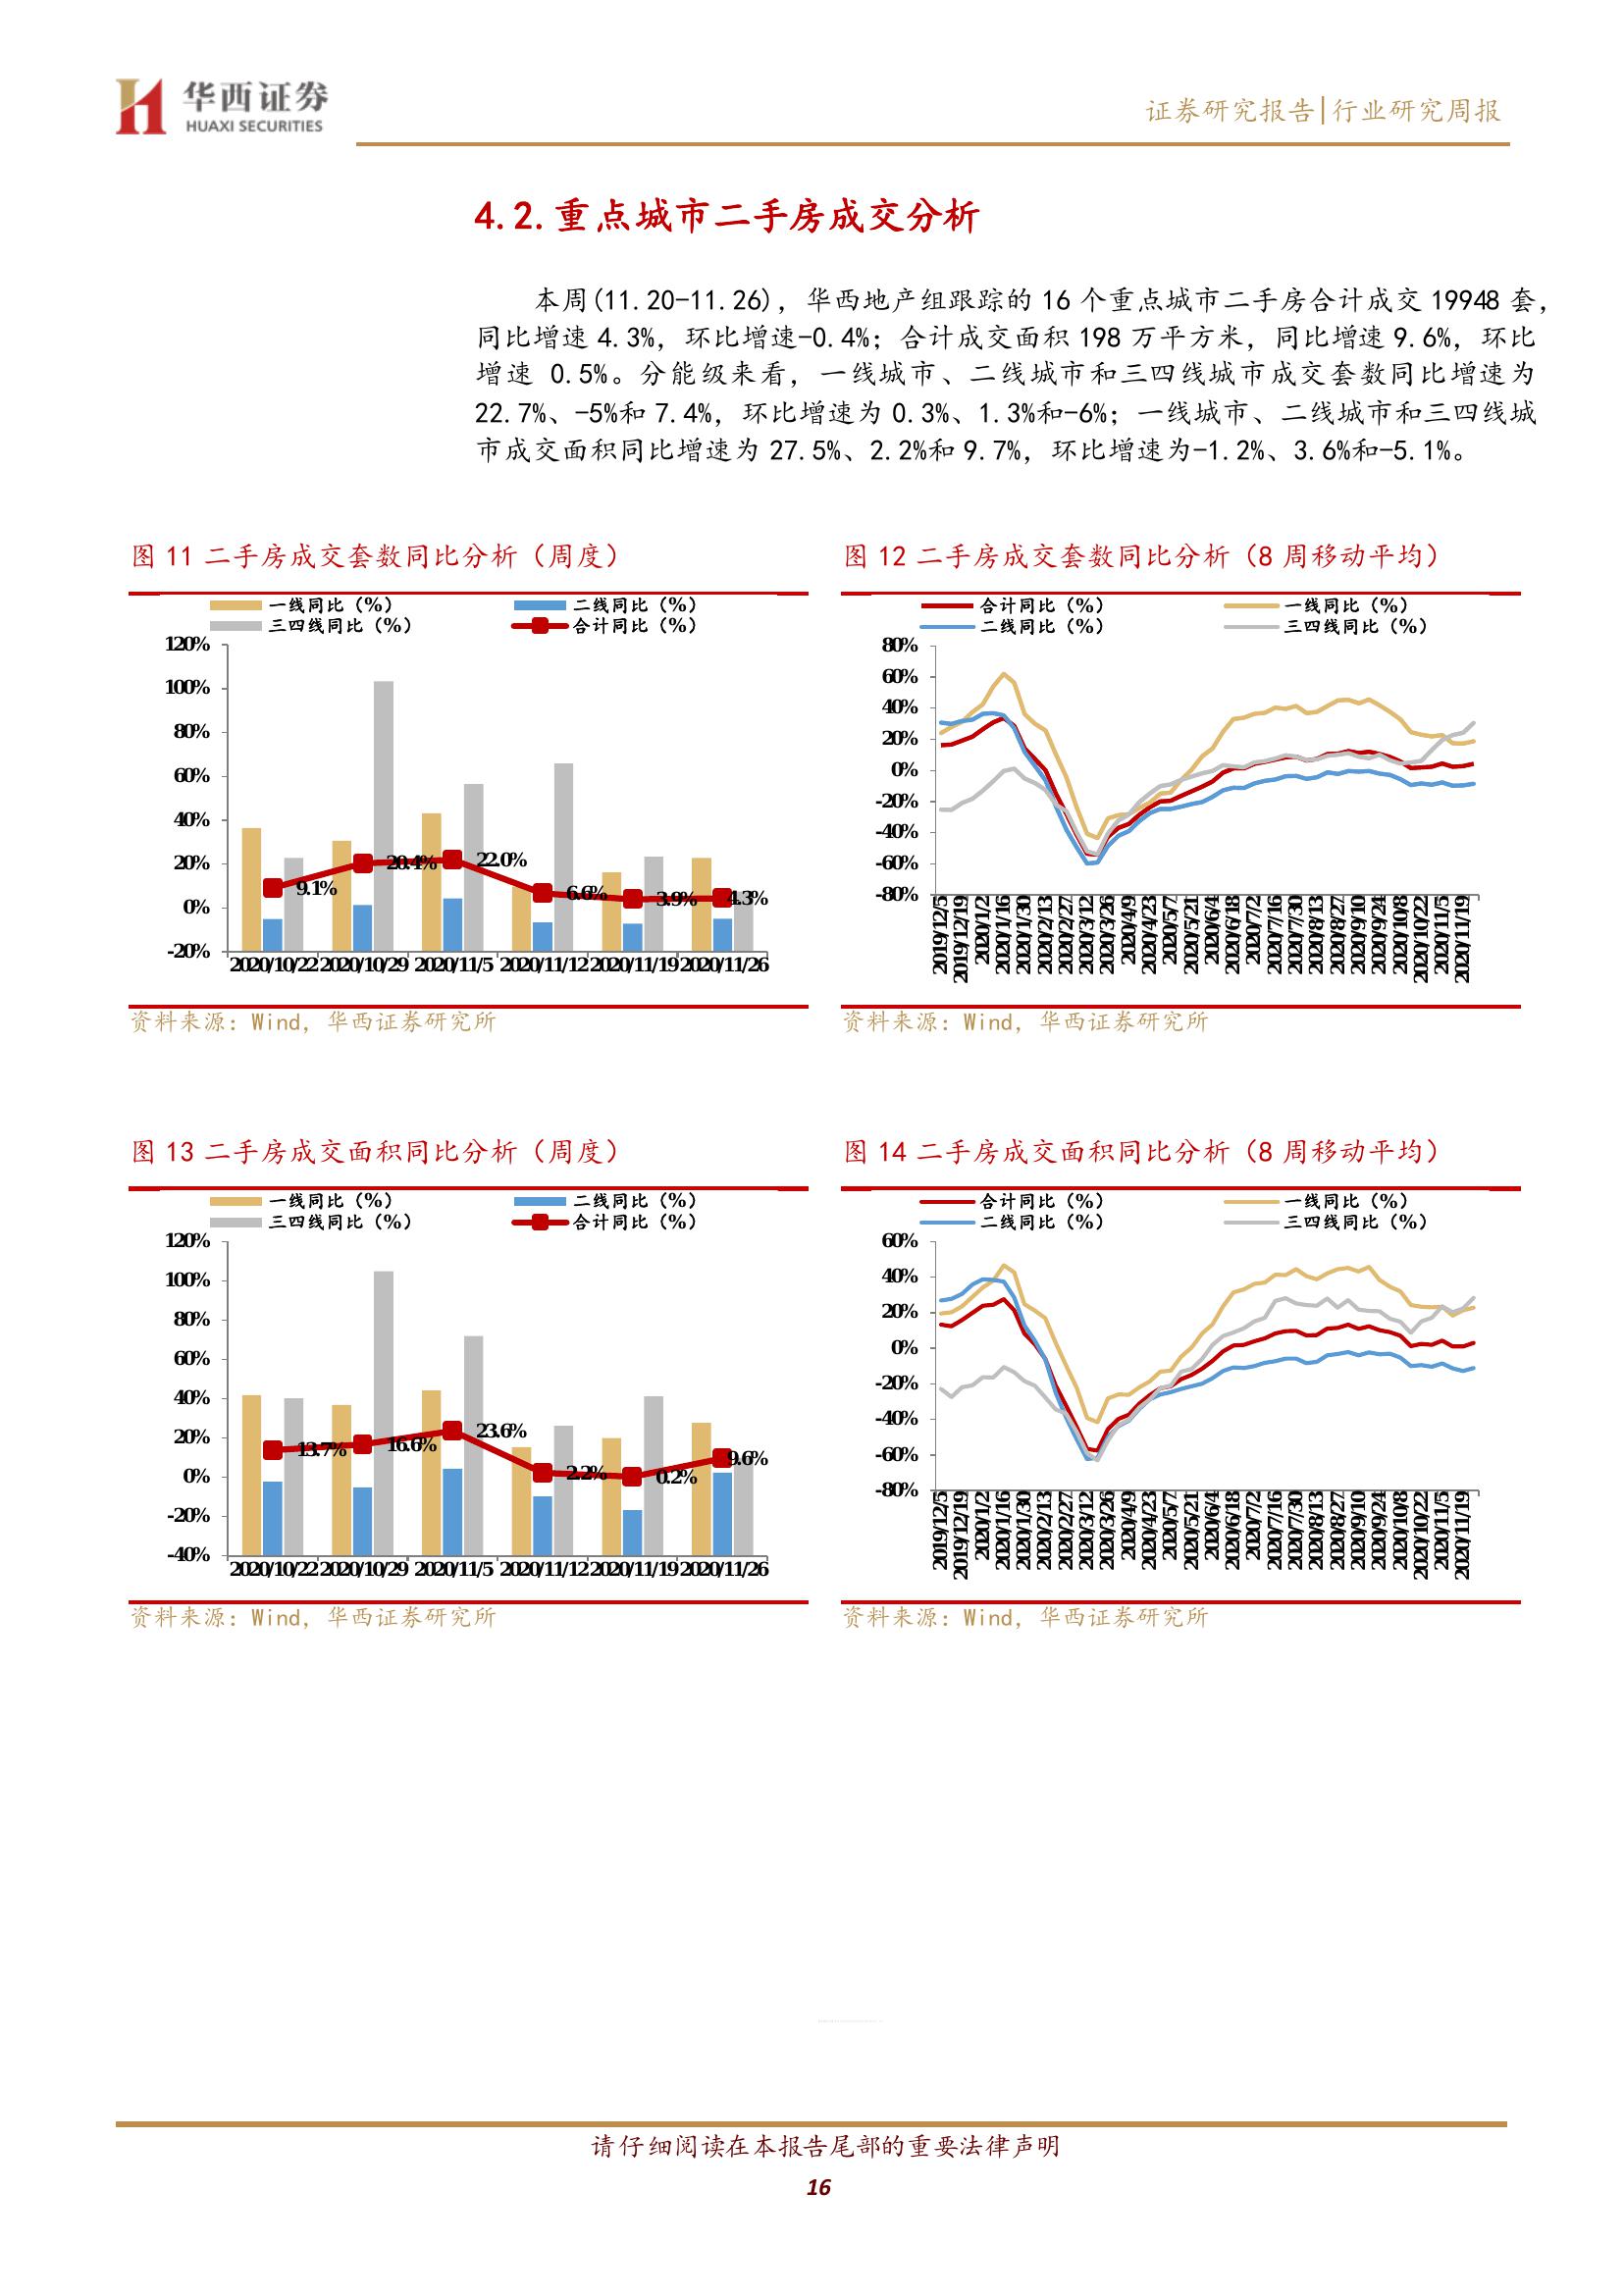 华西证券
HUAXI SECURITIES
证券研究报告|行业研究周报
4.2.重点城市二手房成交分析
本周(11.20-11.26)，华西地产组跟踪的 16 个重点城市二手房合计成交 19948 套，
同比增速 4.3%，环比增速-0.4%；合计成交面积 198 万平方米，同比增速 9.6%，环比
增速 0.5%。分能级来看，一线城市、二线城市和三四线城市成交套数同比增速为
22.7%、-5%和 7.4%，环比增速为 0.3%、1.3%和-6%；一线城市、二线城市和三四线城
市成交面积同比增速为 27.5%、2.2%和 9.7%，环比增速为-1.2%、3.6%和-5.1%。
图 11 二手房成交套数同比分析（周度）
一线同比（%） 二线同比（%）
三四线同比（%） 合计同比（%）
120%
100%
80%
60%
40%
20%
0%
-20%
9.1% 20.4% 22.0% 6.6% 3.9% 4.3%
2020/10/22 2020/10/29 2020/11/5 2020/11/12 2020/11/19 2020/11/26
资料来源：Wind，华西证券研究所
图 12 二手房成交套数同比分析（8 周移动平均）
合计同比（%） 一线同比（%）
二线同比（%） 三四线同比（%）
80%
60%
40%
20%
0%
-20%
-40%
-60%
-80%
2019/12/5 2019/12/19 2020/1/2 2020/1/16 2020/1/30 2020/2/13 2020/2/27 2020/3/12 2020/3/26 2020/4/9 2020/4/23 2020/5/7 2020/5/21 2020/6/4 2020/6/18 2020/7/2 2020/7/16 2020/7/30 2020/8/13 2020/8/27 2020/9/10 2020/9/24 2020/10/8 2020/10/22 2020/11/5 2020/11/19
资料来源：Wind，华西证券研究所
图 13 二手房成交面积同比分析（周度）
一线同比（%） 二线同比（%）
三四线同比（%） 合计同比（%）
120%
100%
80%
60%
40%
20%
0%
-20%
-40%
13.7% 16.6% 23.6% 2.2% 0.2% 9.6%
2020/10/22 2020/10/29 2020/11/5 2020/11/12 2020/11/19 2020/11/26
资料来源：Wind，华西证券研究所
图 14 二手房成交面积同比分析（8 周移动平均）
合计同比（%） 一线同比（%）
二线同比（%） 三四线同比（%）
60%
40%
20%
0%
-20%
-40%
-60%
-80%
2019/12/5 2019/12/19 2020/1/2 2020/1/16 2020/1/30 2020/2/13 2020/2/27 2020/3/12 2020/3/26 2020/4/9 2020/4/23 2020/5/7 2020/5/21 2020/6/4 2020/6/18 2020/7/2 2020/7/16 2020/7/30 2020/8/13 2020/8/27 2020/9/10 2020/9/24 2020/10/8 2020/10/22 2020/11/5 2020/11/19
资料来源：Wind，华西证券研究所
请仔细阅读在本报告尾部的重要法律声明
16